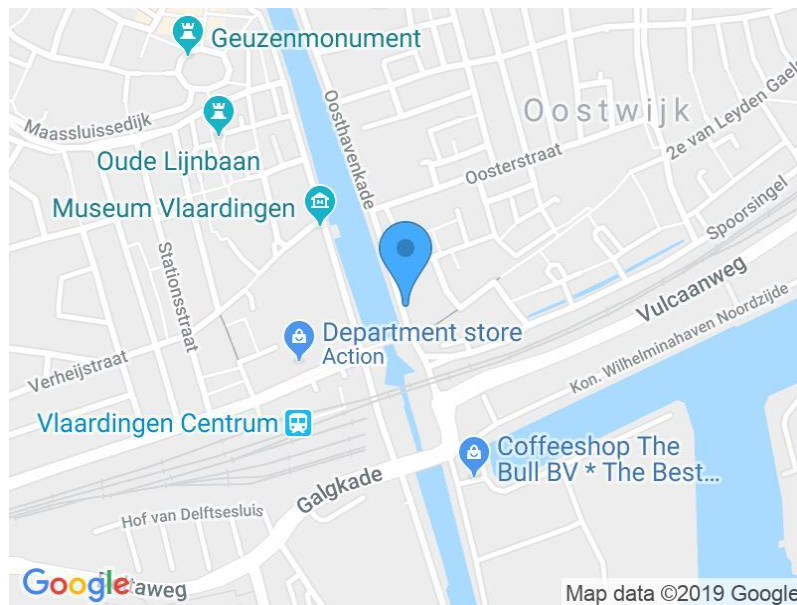 Geuzenmonument
Maassluissedijk
Oude Lijnbaan
Museum Vlaardingen
Oosthavenkade
Oostwijk
2e van Leyden Gaels
Oosterstraat
Spoorsingel
Stationsstraat
Vulcaanweg
Department store
Action
Kon. Wilhelminahaven Noordzijde
Verheijstraat
Vlaardingen Centrum
Coffeeshop The
Bull BV * The Best...
Galgkade
Hof van Delftsesluis
Google
Map data ©2019 Google